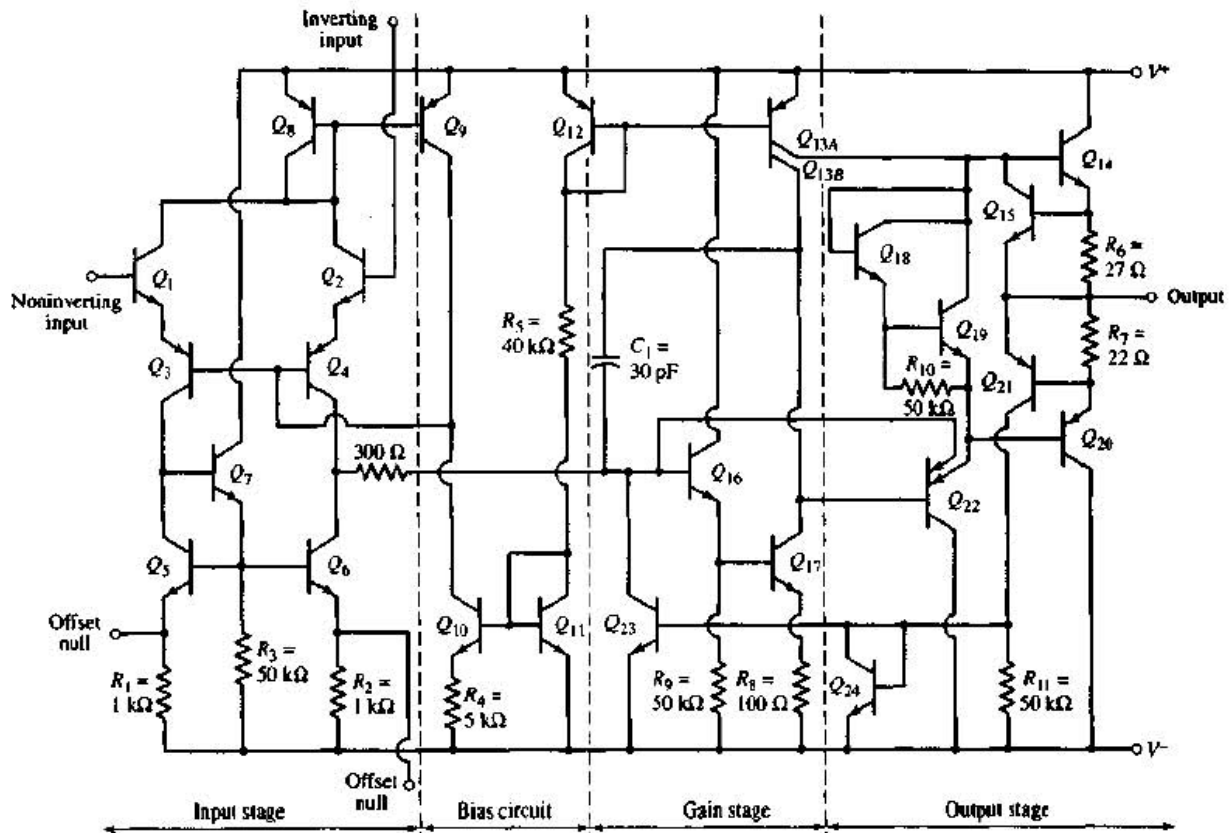 Inverting
input
V+
Q8
Q9
Q12
Q13A
Q13B
Q14
Q15
Q1
Q2
Q18
R6 =
27 Ω
Noninverting
input
Output
R5 =
40 kΩ
C1 =
30 pF
Q19
R7 =
22 Ω
Q3
Q4
R10 =
50 kΩ
Q21
Q20
300 Ω
Q7
Q16
Q22
Q5
Q6
Q17
Offset
null
Q10
Q11
Q23
Q24
R1 =
1 kΩ
R3 =
50 kΩ
R2 =
1 kΩ
R4 =
5 kΩ
R9 =
50 kΩ
R8 =
100 Ω
R11 =
50 kΩ
V−
Offset
null
Input stage
Bias circuit
Gain stage
Output stage